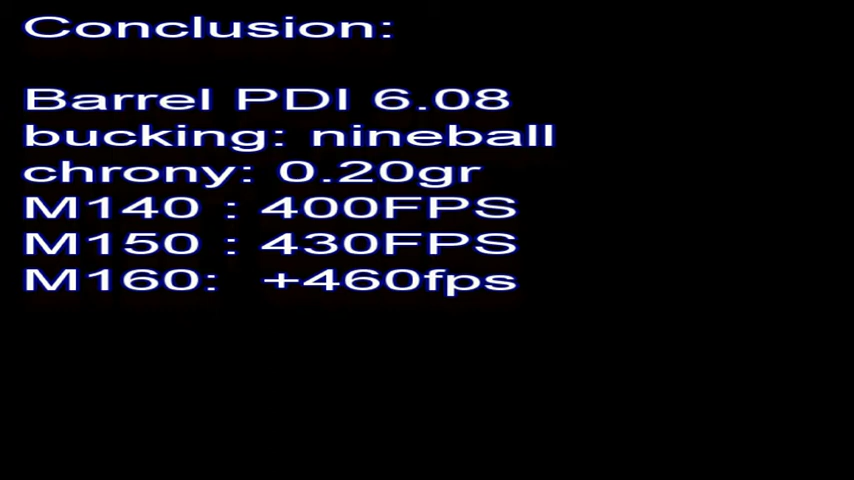 Conclusion:
Barrel PDI 6.08
bucking: nineball
chrony: 0.20gr
M140 : 400FPS
M150 : 430FPS
M160: +460fps